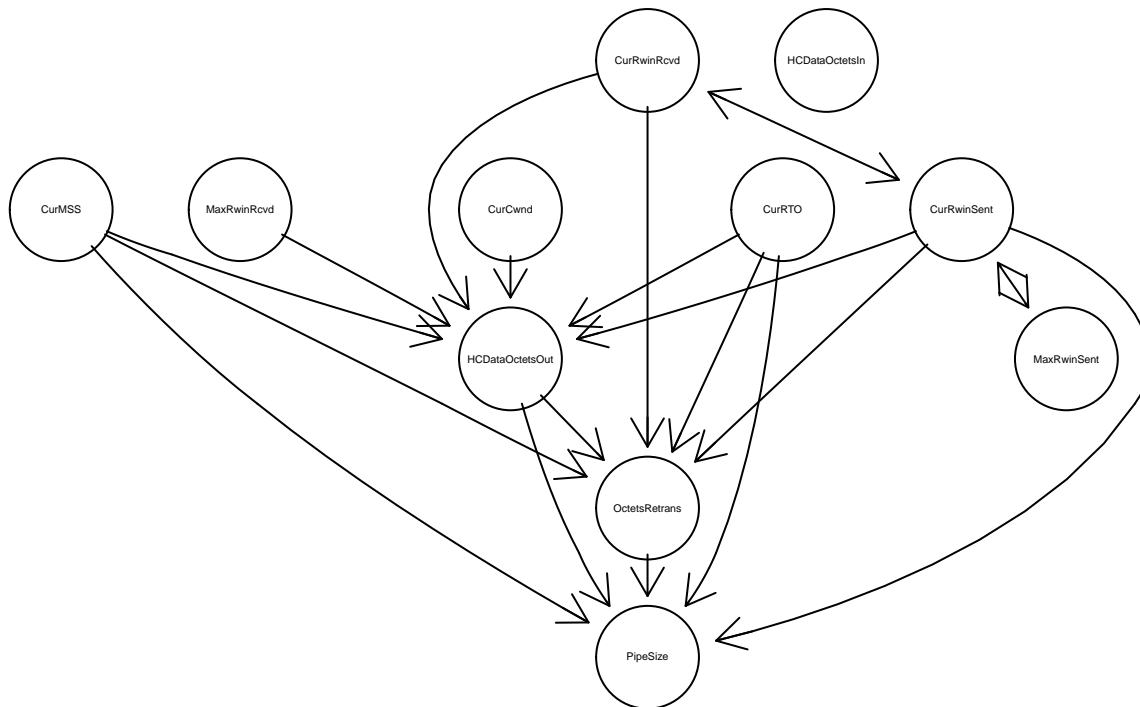 CurRwinRcvd
HCDataOctetsIn
CurMSS
MaxRwinRcvd
CurCwnd
CurRTO
CurRwinSent
HCDataOctetsOut
MaxRwinSent
OctetsRetrans
PipeSize